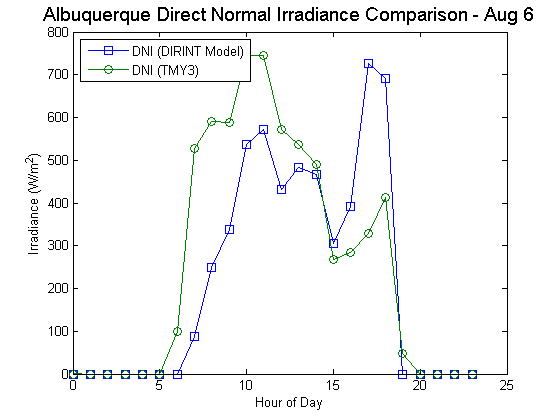 Albuquerque Direct Normal Irradiance Comparison - Aug 6
DNI (DIRINT Model)
DNI (TMY3)
800
700
600
500
400
300
200
100
0
Irradiance (W/m²)
0 5 10 15 20 25
Hour of Day